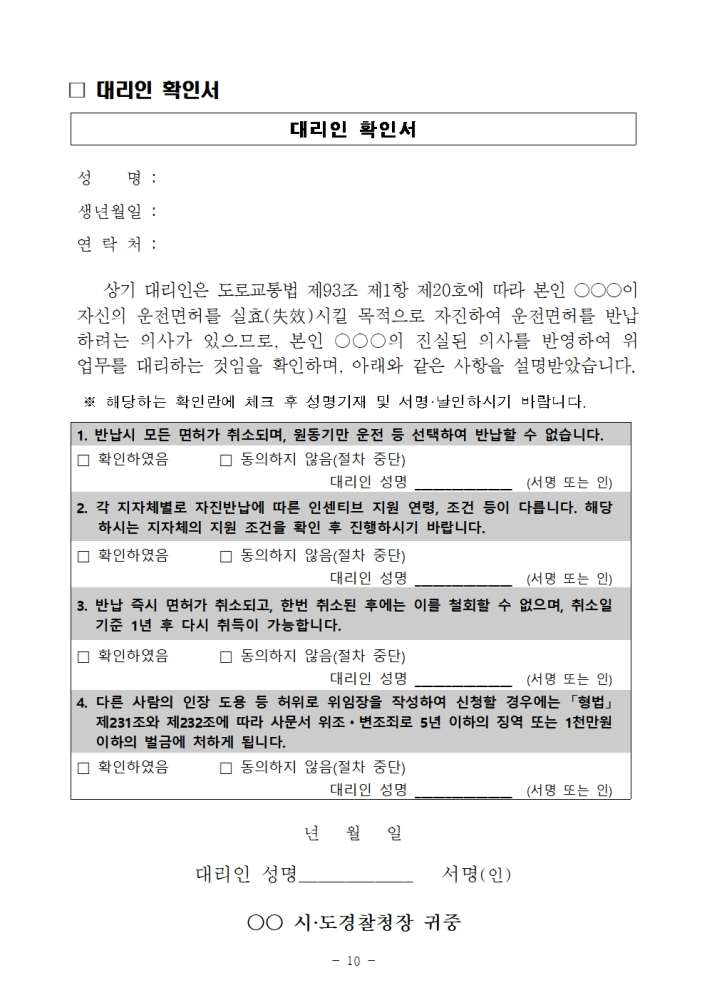 □ 대리인 확인서
대리인 확인서
성 명 :
생년월일 :
연 락 처 :
상기 대리인은 도로교통법 제93조 제1항 제20호에 따라 본인 ○○○이
자신의 운전면허를 실효(失效)시킬 목적으로 자진하여 운전면허를 반납
하려는 의사가 있으므로, 본인 ○○○의 진실된 의사를 반영하여 위
업무를 대리하는 것임을 확인하며, 아래와 같은 사항을 설명받았습니다.
※ 해당하는 확인란에 체크 후 성명기재 및 서명·날인하시기 바랍니다.
1. 반납시 모든 면허가 취소되며, 원동기만 운전 등 선택하여 반납할 수 없습니다.
□ 확인하였음 □ 동의하지 않음(절차 중단)
대리인 성명 ____________ (서명 또는 인)
2. 각 지자체별로 자진반납에 따른 인센티브 지원 연령, 조건 등이 다릅니다. 해당
하시는 지자체의 지원 조건을 확인 후 진행하시기 바랍니다.
□ 확인하였음 □ 동의하지 않음(절차 중단)
대리인 성명 ____________ (서명 또는 인)
3. 반납 즉시 면허가 취소되고, 한번 취소된 후에는 이를 철회할 수 없으며, 취소일
기준 1년 후 다시 취득이 가능합니다.
□ 확인하였음 □ 동의하지 않음(절차 중단)
대리인 성명 ____________ (서명 또는 인)
4. 다른 사람의 인장 도용 등 허위로 위임장을 작성하여 신청할 경우에는 「형법」
제231조와 제232조에 따라 사문서 위조·변조죄로 5년 이하의 징역 또는 1천만원
이하의 벌금에 처하게 됩니다.
□ 확인하였음 □ 동의하지 않음(절차 중단)
대리인 성명 ____________ (서명 또는 인)
년 월 일
대리인 성명____________ 서명(인)
○○ 시·도경찰청장 귀중
- 10 -